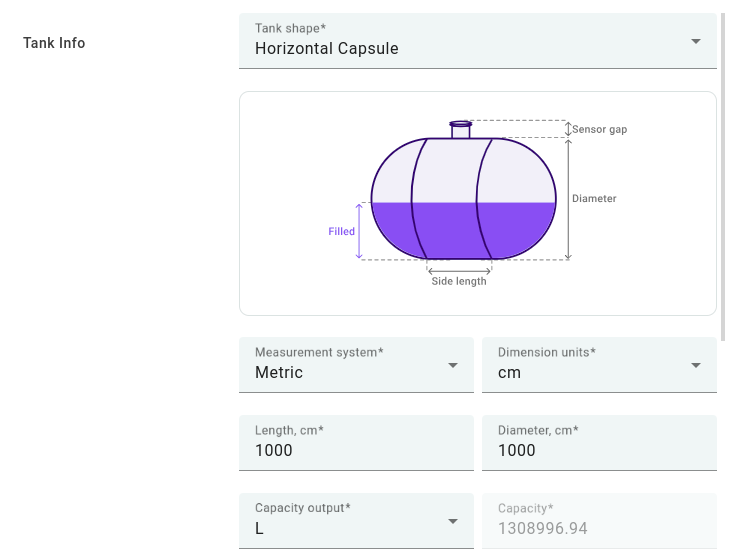 Tank Info
Tank shape*
Horizontal Capsule
Sensor gap
Diameter
Filled
Side length
Measurement system*
Metric
Dimension units*
cm
Length, cm*
1000
Diameter, cm*
1000
Capacity output*
L
Capacity*
1308996.94